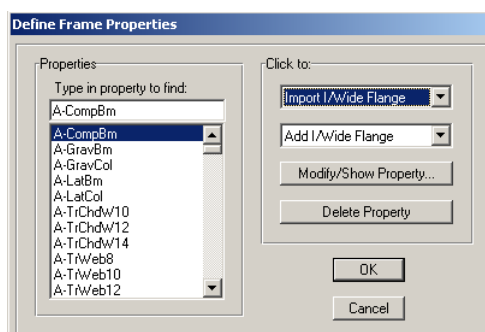 Define Frame Properties
Properties
Type in property to find:
A-CompBm
A-CompBm
A-GravBm
A-GravCol
A-LatBm
A-LatCol
A-TrChdW10
A-TrChdW12
A-TrChdW14
A-TrWeb8
A-TrWeb10
A-TrWeb12
Click to:
Import I/Wide Flange
Add I/Wide Flange
Modify/Show Property...
Delete Property
OK
Cancel